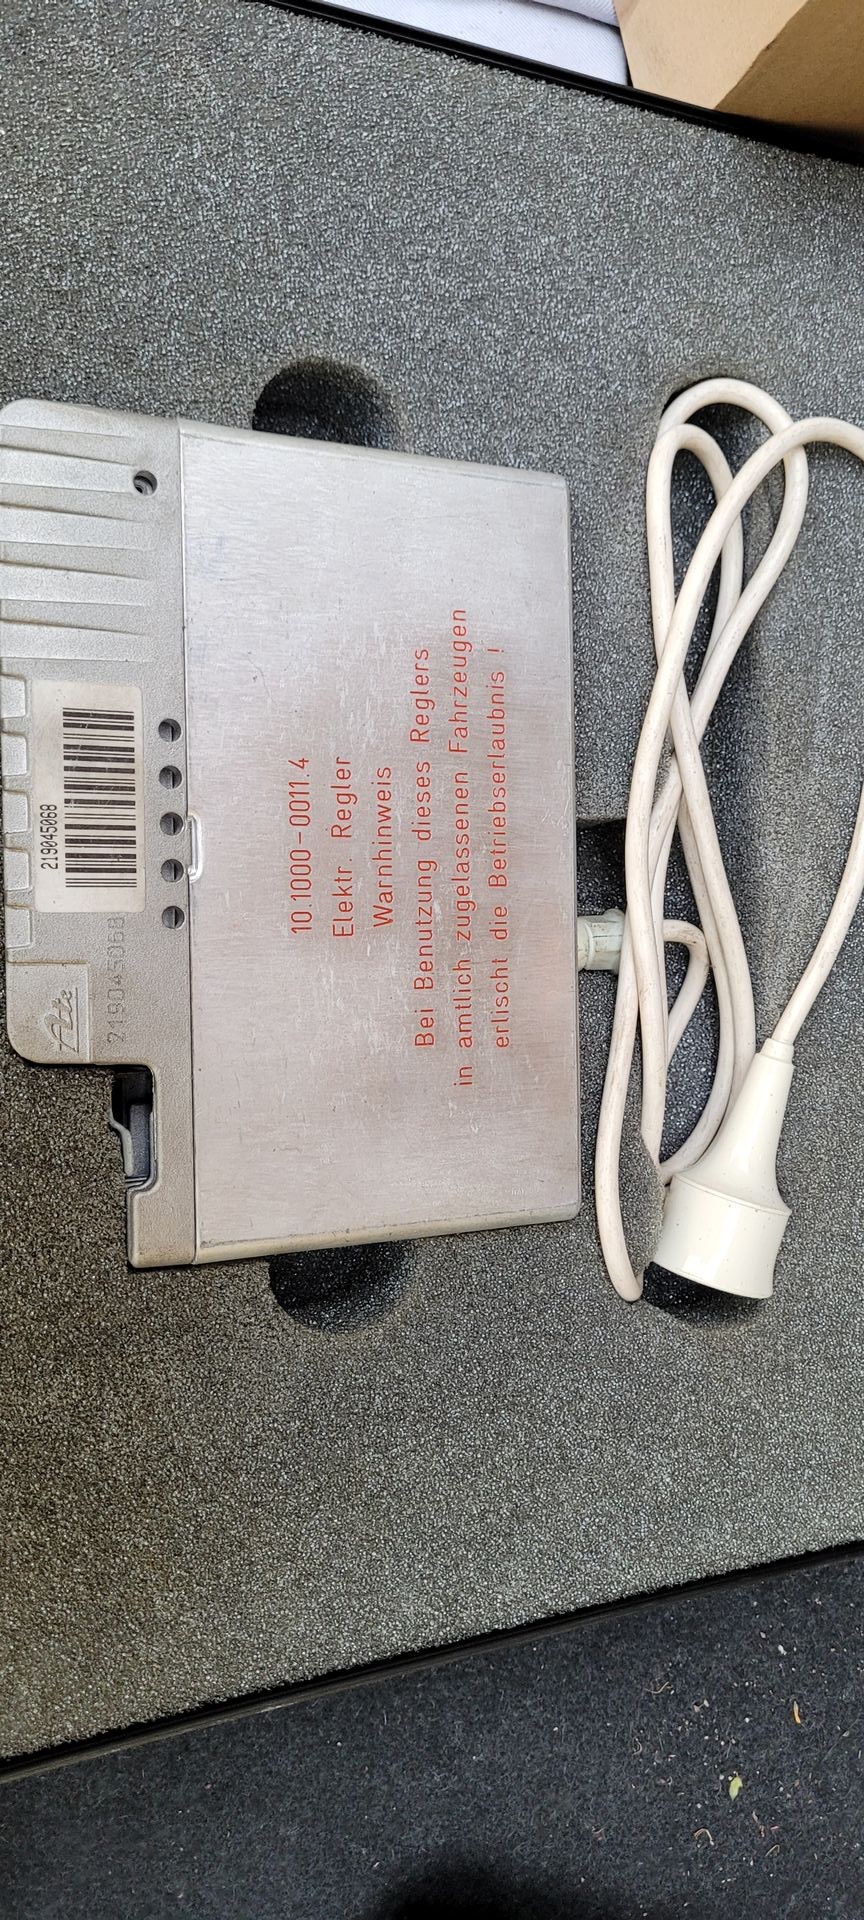 219045068
Ate
219045068
10.1000-0011.4
Elektr. Regler
Warnhinweis
Bei Benutzung dieses Reglers
in amtlich zugelassenen Fahrzeugen
erlischt die Betriebserlaubnis !